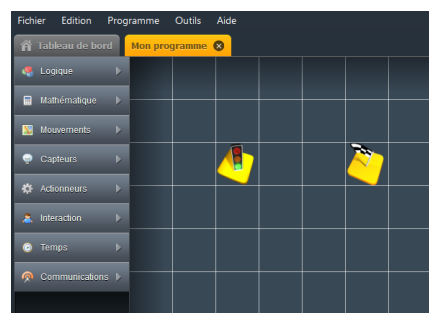 Fichier Edition Programme Outils Aide
Tableau de bord Mon programme
Logique
Mathématique
Mouvements
Capteurs
Actionneurs
Interaction
Temps
Communications